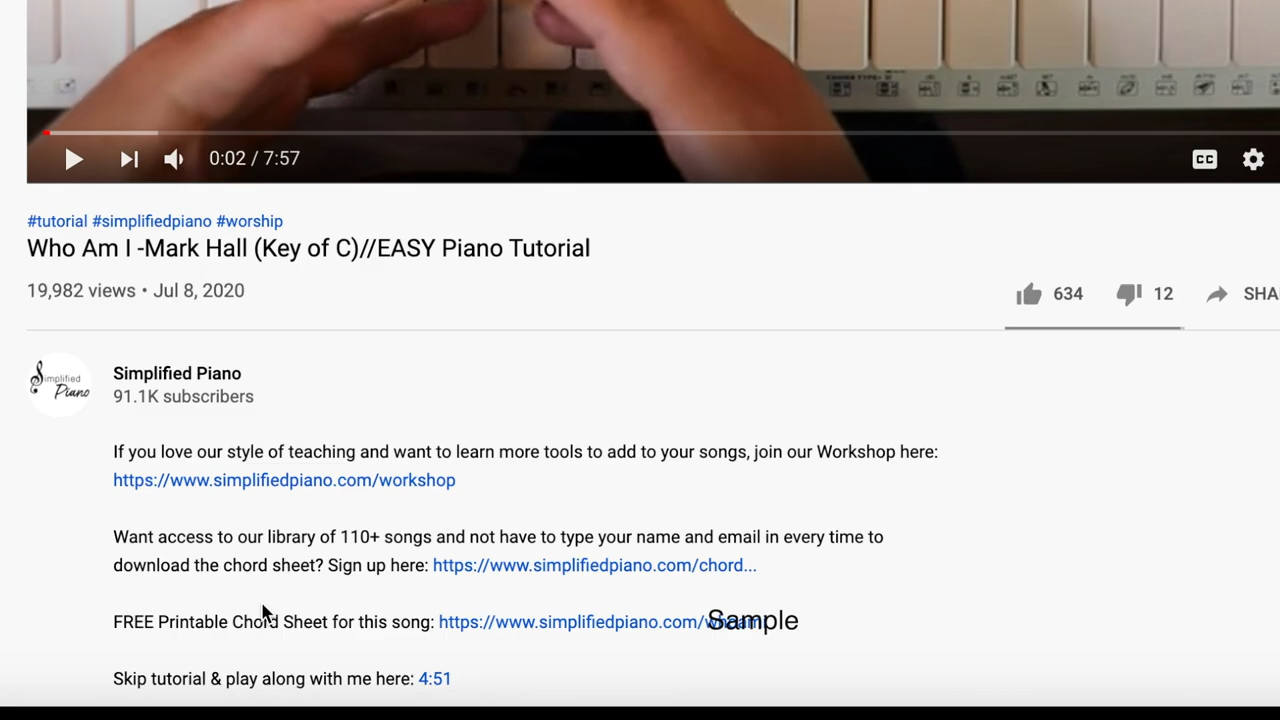 0:02 / 7:57
CC
#tutorial #simplifiedpiano #worship
Who Am I -Mark Hall (Key of C)//EASY Piano Tutorial
19,982 views • Jul 8, 2020
634 12 SHA
Simplified Piano
Simplified Piano
91.1K subscribers
If you love our style of teaching and want to learn more tools to add to your songs, join our Workshop here:
https://www.simplifiedpiano.com/workshop
Want access to our library of 110+ songs and not have to type your name and email in every time to
download the chord sheet? Sign up here: https://www.simplifiedpiano.com/chord...
FREE Printable Chord Sheet for this song: https://www.simplifiedpiano.com/
Sample
Skip tutorial & play along with me here: 4:51